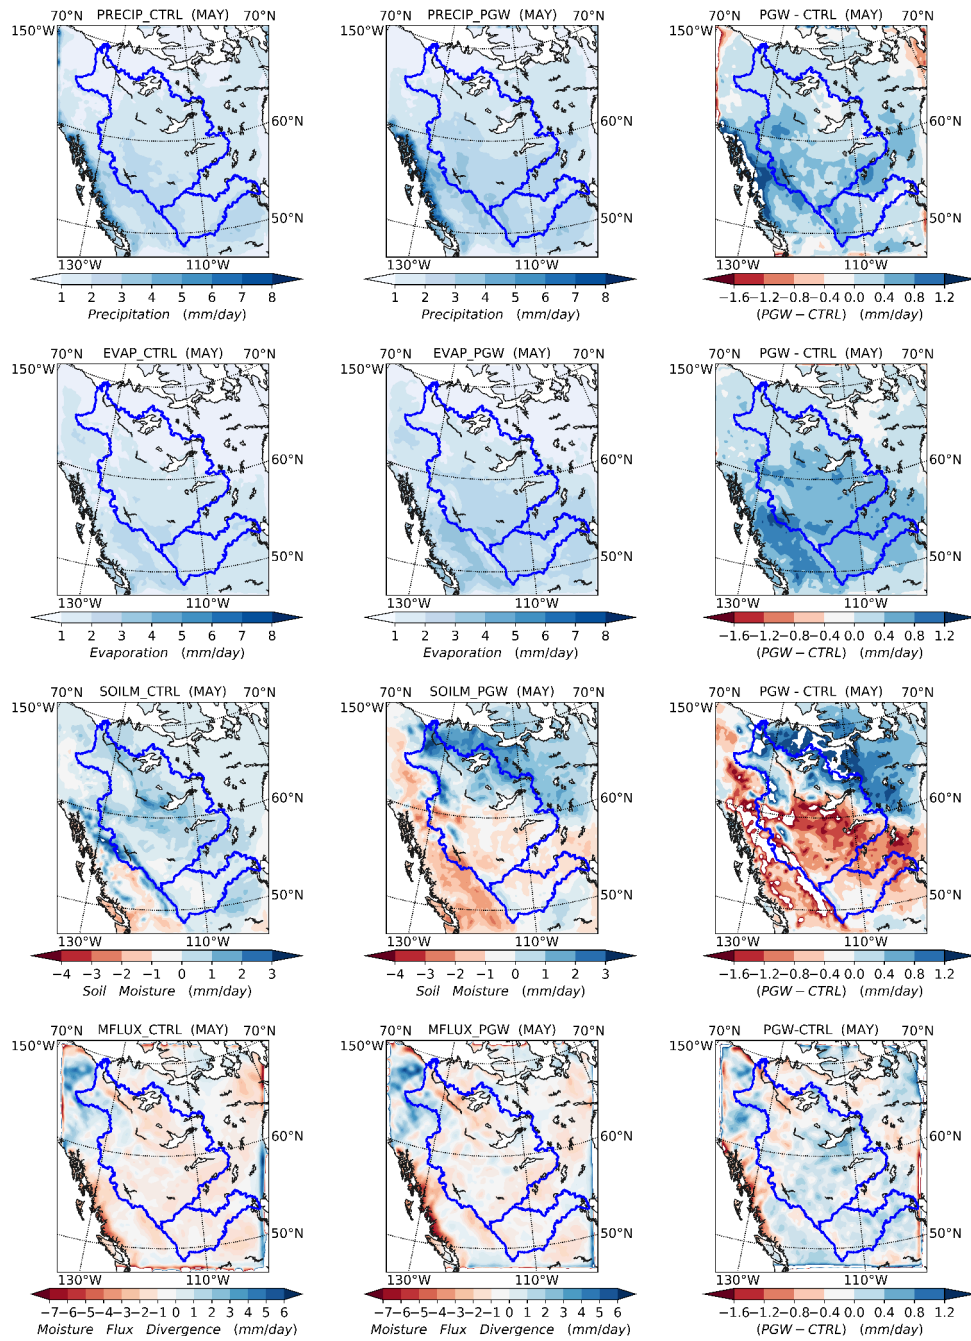 PRECIP_CTRL (MAY) PRECIP_PGW (MAY) PGW - CTRL (MAY)
70°N 70°N 70°N 70°N 70°N 70°N
150°W 150°W 150°W
60°N 60°N 60°N
50°N 50°N 50°N
130°W 110°W 130°W 110°W 130°W 110°W
1 2 3 4 5 6 7 8 1 2 3 4 5 6 7 8 −1.6−1.2−0.8−0.4 0.0 0.4 0.8 1.2
Precipitation (mm/day) Precipitation (mm/day) (PGW−CTRL) (mm/day)
EVAP_CTRL (MAY) EVAP_PGW (MAY) PGW - CTRL (MAY)
70°N 70°N 70°N 70°N 70°N 70°N
150°W 150°W 150°W
60°N 60°N 60°N
50°N 50°N 50°N
130°W 110°W 130°W 110°W 130°W 110°W
1 2 3 4 5 6 7 8 1 2 3 4 5 6 7 8 −1.6−1.2−0.8−0.4 0.0 0.4 0.8 1.2
Evaporation (mm/day) Evaporation (mm/day) (PGW−CTRL) (mm/day)
SOILM_CTRL (MAY) SOILM_PGW (MAY) PGW - CTRL (MAY)
70°N 70°N 70°N 70°N 70°N 70°N
150°W 150°W 150°W
60°N 60°N 60°N
50°N 50°N 50°N
130°W 110°W 130°W 110°W 130°W 110°W
−4 −3 −2 −1 0 1 2 3 −4 −3 −2 −1 0 1 2 3 −1.6−1.2−0.8−0.4 0.0 0.4 0.8 1.2
Soil Moisture (mm/day) Soil Moisture (mm/day) (PGW−CTRL) (mm/day)
MFLUX_CTRL (MAY) MFLUX_PGW (MAY) PGW-CTRL (MAY)
70°N 70°N 70°N 70°N 70°N 70°N
150°W 150°W 150°W
60°N 60°N 60°N
50°N 50°N 50°N
130°W 110°W 130°W 110°W 130°W 110°W
−7−6−5−4−3−2−1 0 1 2 3 4 5 6 −7−6−5−4−3−2−1 0 1 2 3 4 5 6 −1.6−1.2−0.8−0.4 0.0 0.4 0.8 1.2
Moisture Flux Divergence (mm/day) Moisture Flux Divergence (mm/day) (PGW−CTRL) (mm/day)